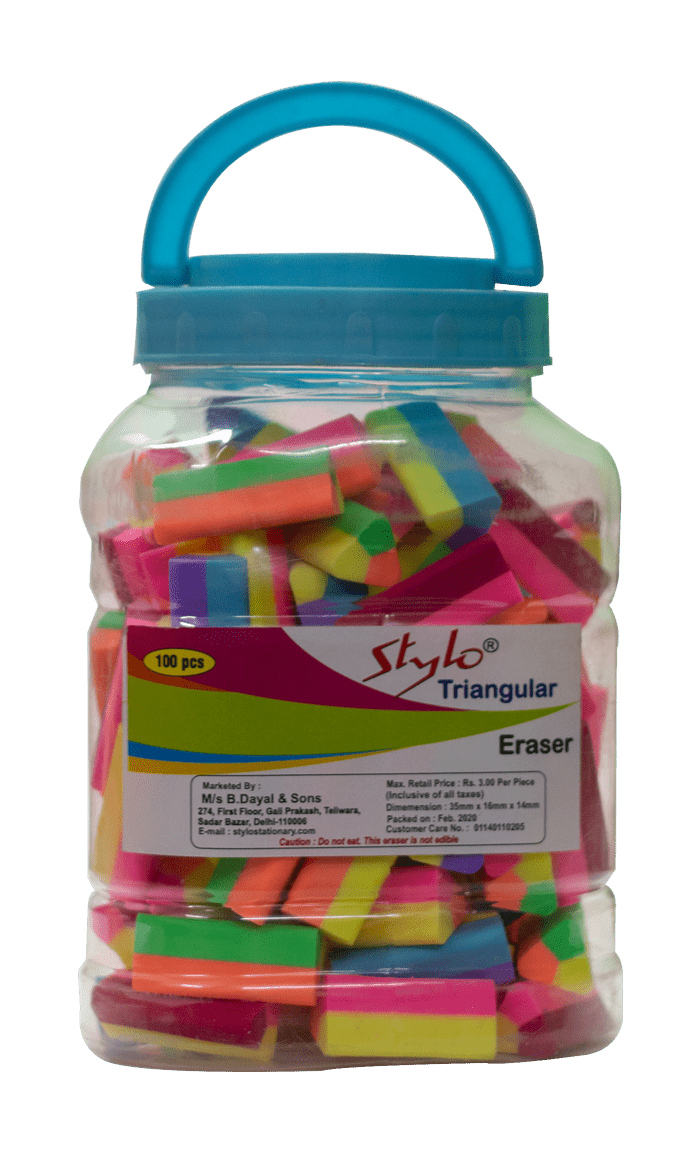 100 pcs
Stylo®
Triangular
Eraser
Marketed By :
M/s B.Dayal & Sons
274, First Floor, Gali Prakash, Teliwara,
Sadar Bazar, Delhi-110006
E-mail : stylostationary.com
Max. Retail Price : Rs. 3.00 Per Piece
(Inclusive of all taxes)
Dimemension : 35mm x 16mm x 14mm
Packed on : Feb. 2020
Customer Care No. : 01140110205
Caution : Do not eat. This eraser is not edible